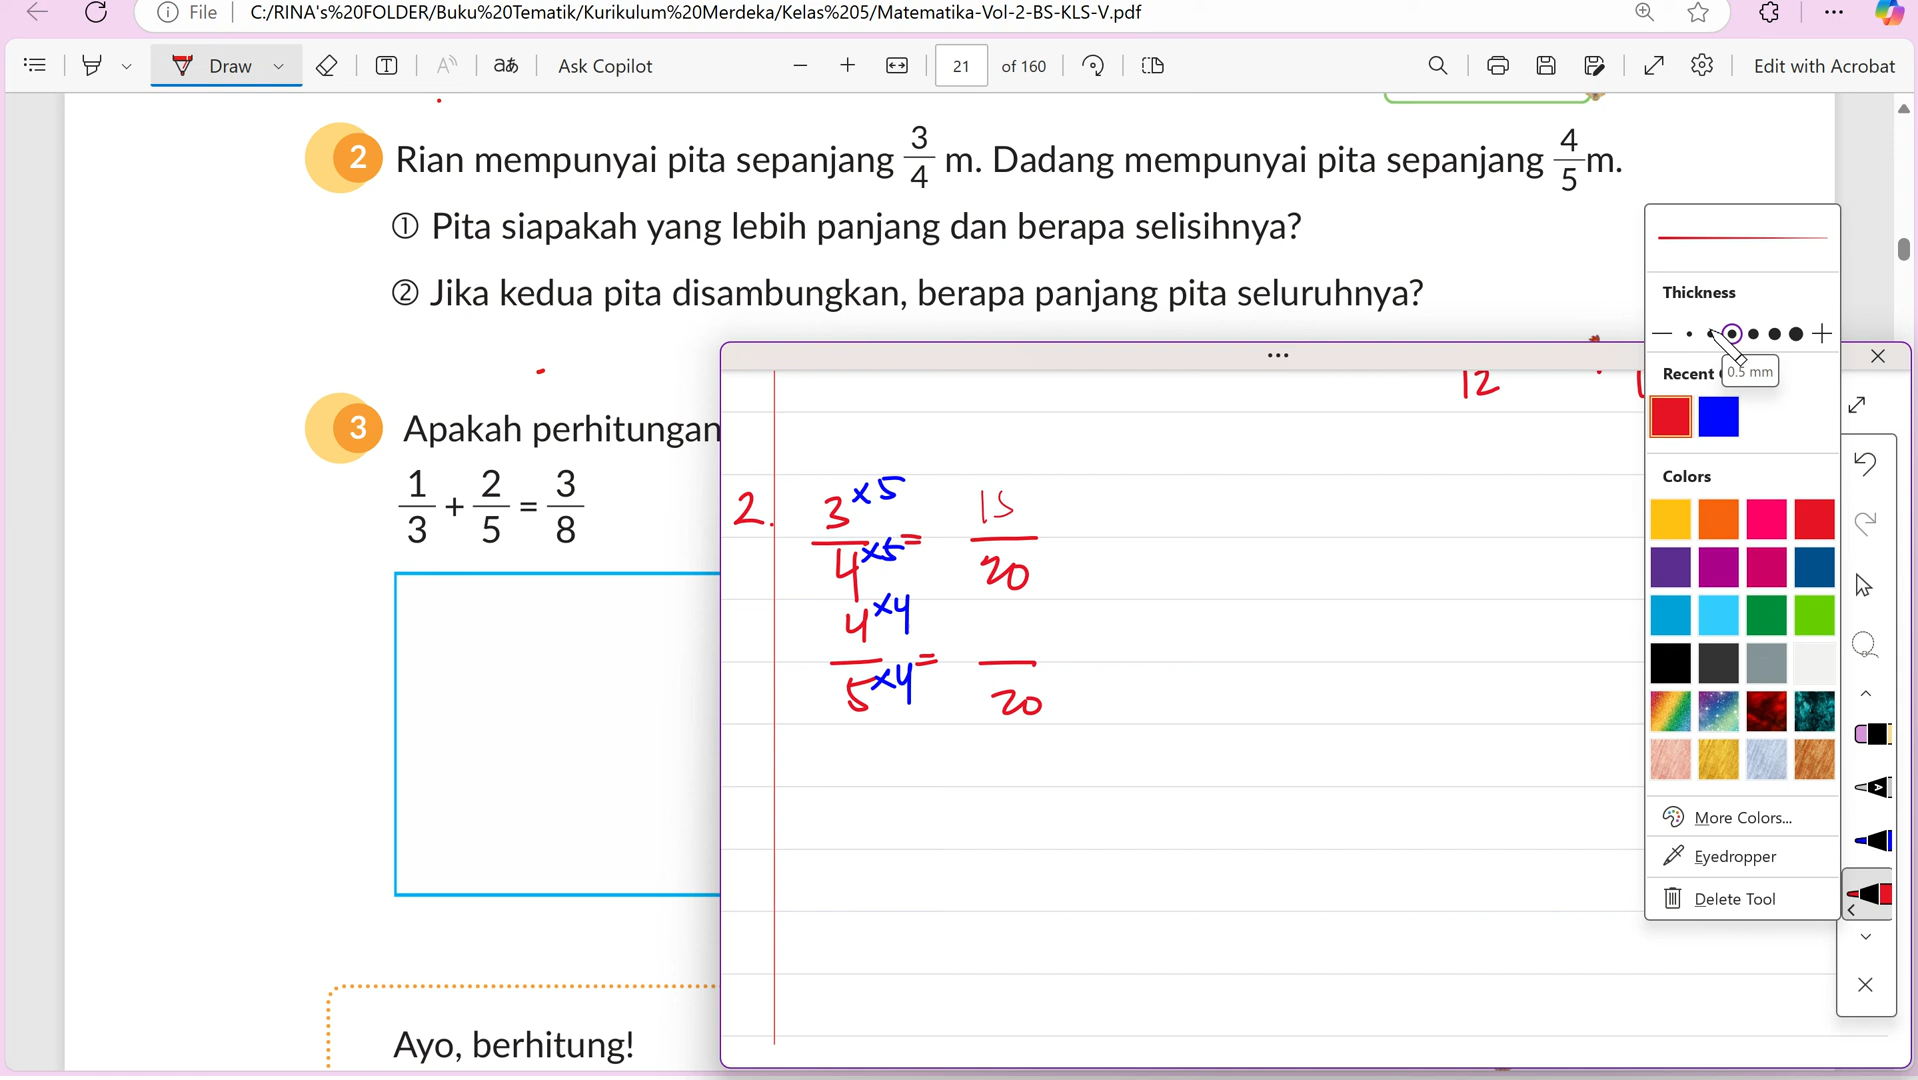 File C:/RINA's%20FOLDER/Buku%20Tematik/Kurikulum%20Merdeka/Kelas%205/Matematika-Vol-2-BS-KLS-V.pdf
Draw T A aあ Ask Copilot 21 of 160 Edit with Acrobat
2 Rian mempunyai pita sepanjang 3/4 m. Dadang mempunyai pita sepanjang 4/5 m.
① Pita siapakah yang lebih panjang dan berapa selisihnya?
② Jika kedua pita disambungkan, berapa panjang pita seluruhnya?
3 Apakah perhitungan
1/3 + 2/5 = 3/8
Ayo, berhitung!
12
2. 3 ×5 / 4 ×5 = 15 / 20
4 ×4 / 5 ×4 = / 20
Thickness
0.5 mm
Recent
Colors
More Colors...
Eyedropper
Delete Tool